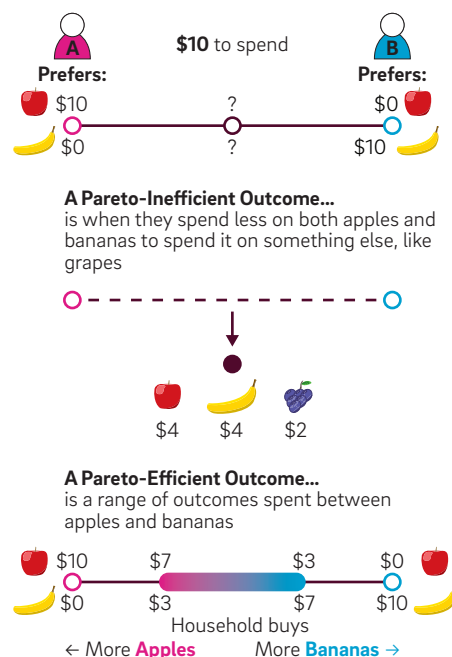 A
$10 to spend
B
Prefers:
Prefers:
$10
?
$0
$0
?
$10
A Pareto-Inefficient Outcome...
is when they spend less on both apples and
bananas to spend it on something else, like
grapes
$4
$4
$2
A Pareto-Efficient Outcome...
is a range of outcomes spent between
apples and bananas
$10
$7
$3
$0
$0
$3
$7
$10
Household buys
← More Apples
More Bananas →